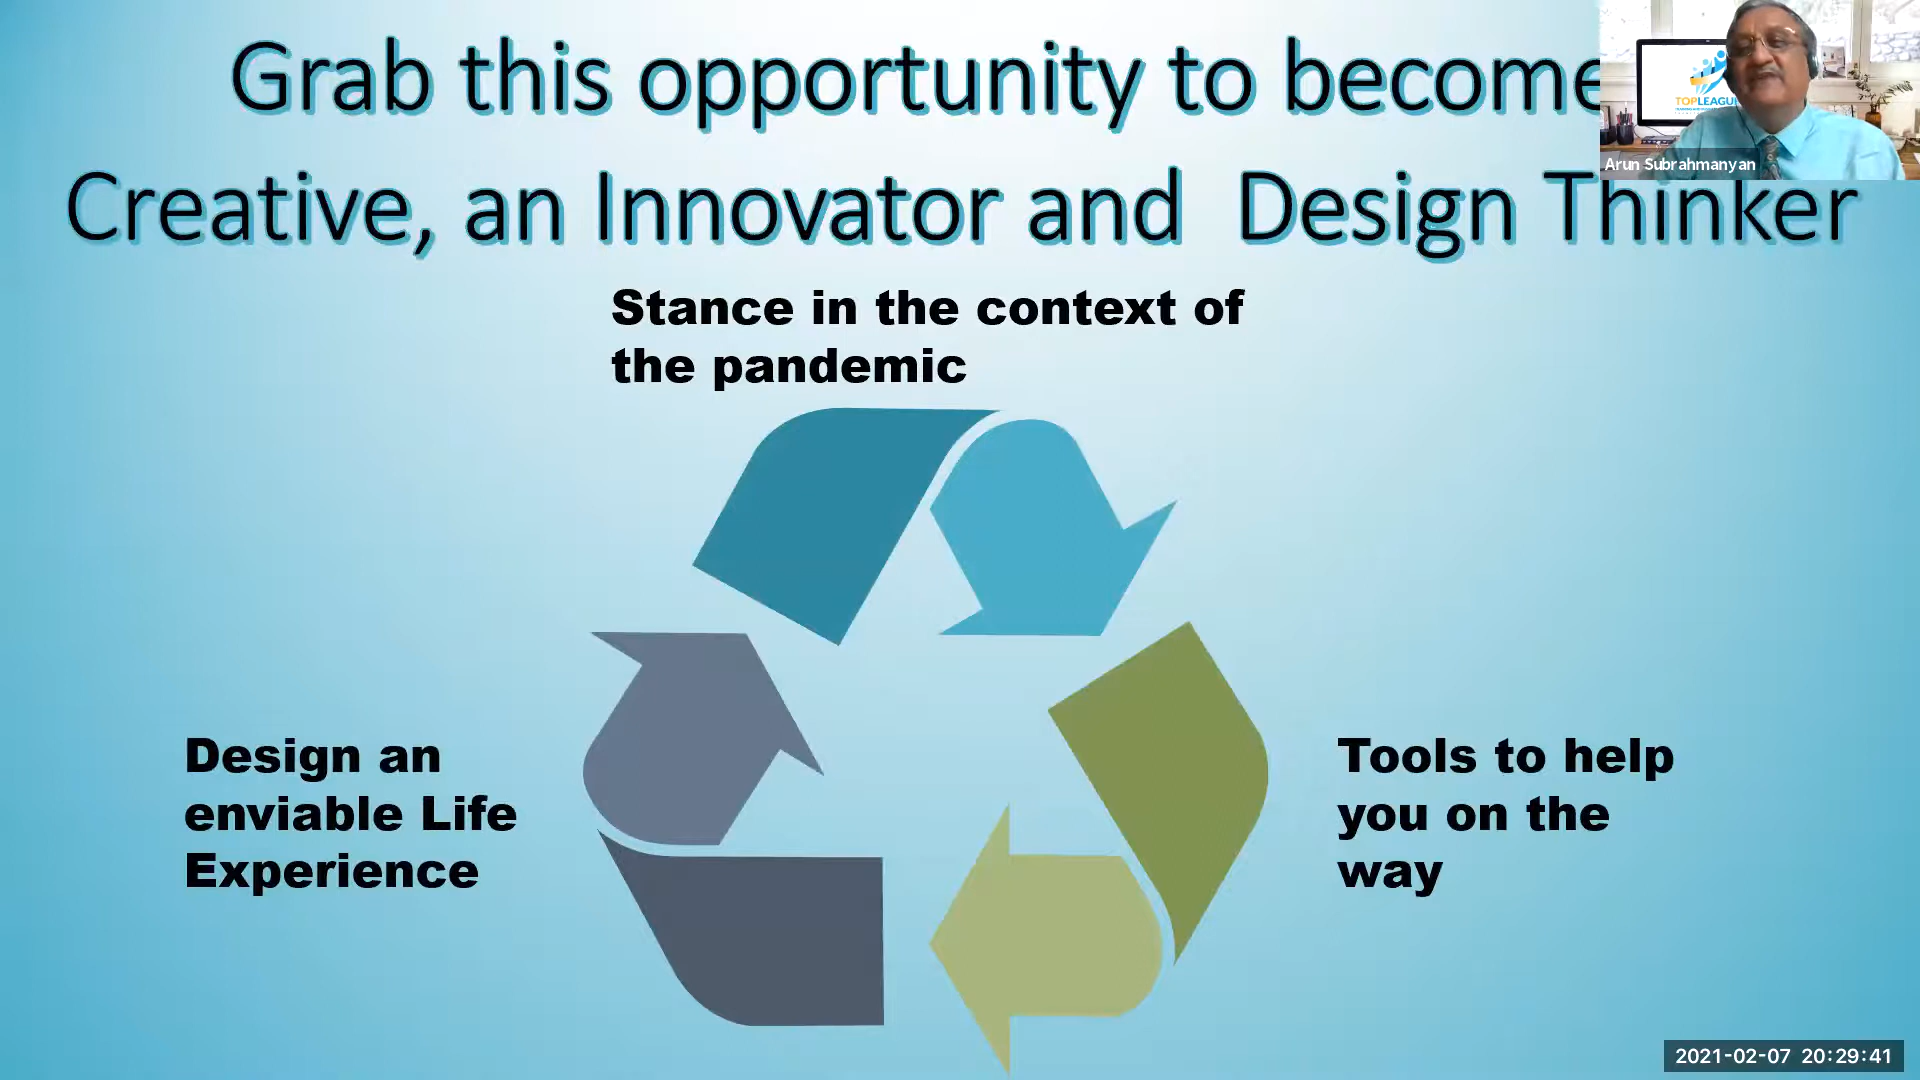 Grab this opportunity to become
Creative, an Innovator and Design Thinker
TOPLEAGU
Arun Subrahmanyan
Stance in the context of
the pandemic
Design an
enviable Life
Experience
Tools to help
you on the
way
2021-02-07 20:29:41